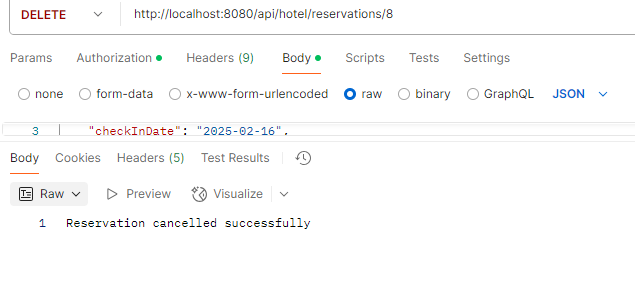 DELETE http://localhost:8080/api/hotel/reservations/8
Params Authorization Headers (9) Body Scripts Tests Settings
none form-data x-www-form-urlencoded raw binary GraphQL JSON
3 "checkInDate": "2025-02-16",
Body Cookies Headers (5) Test Results
Raw Preview Visualize
1 Reservation cancelled successfully